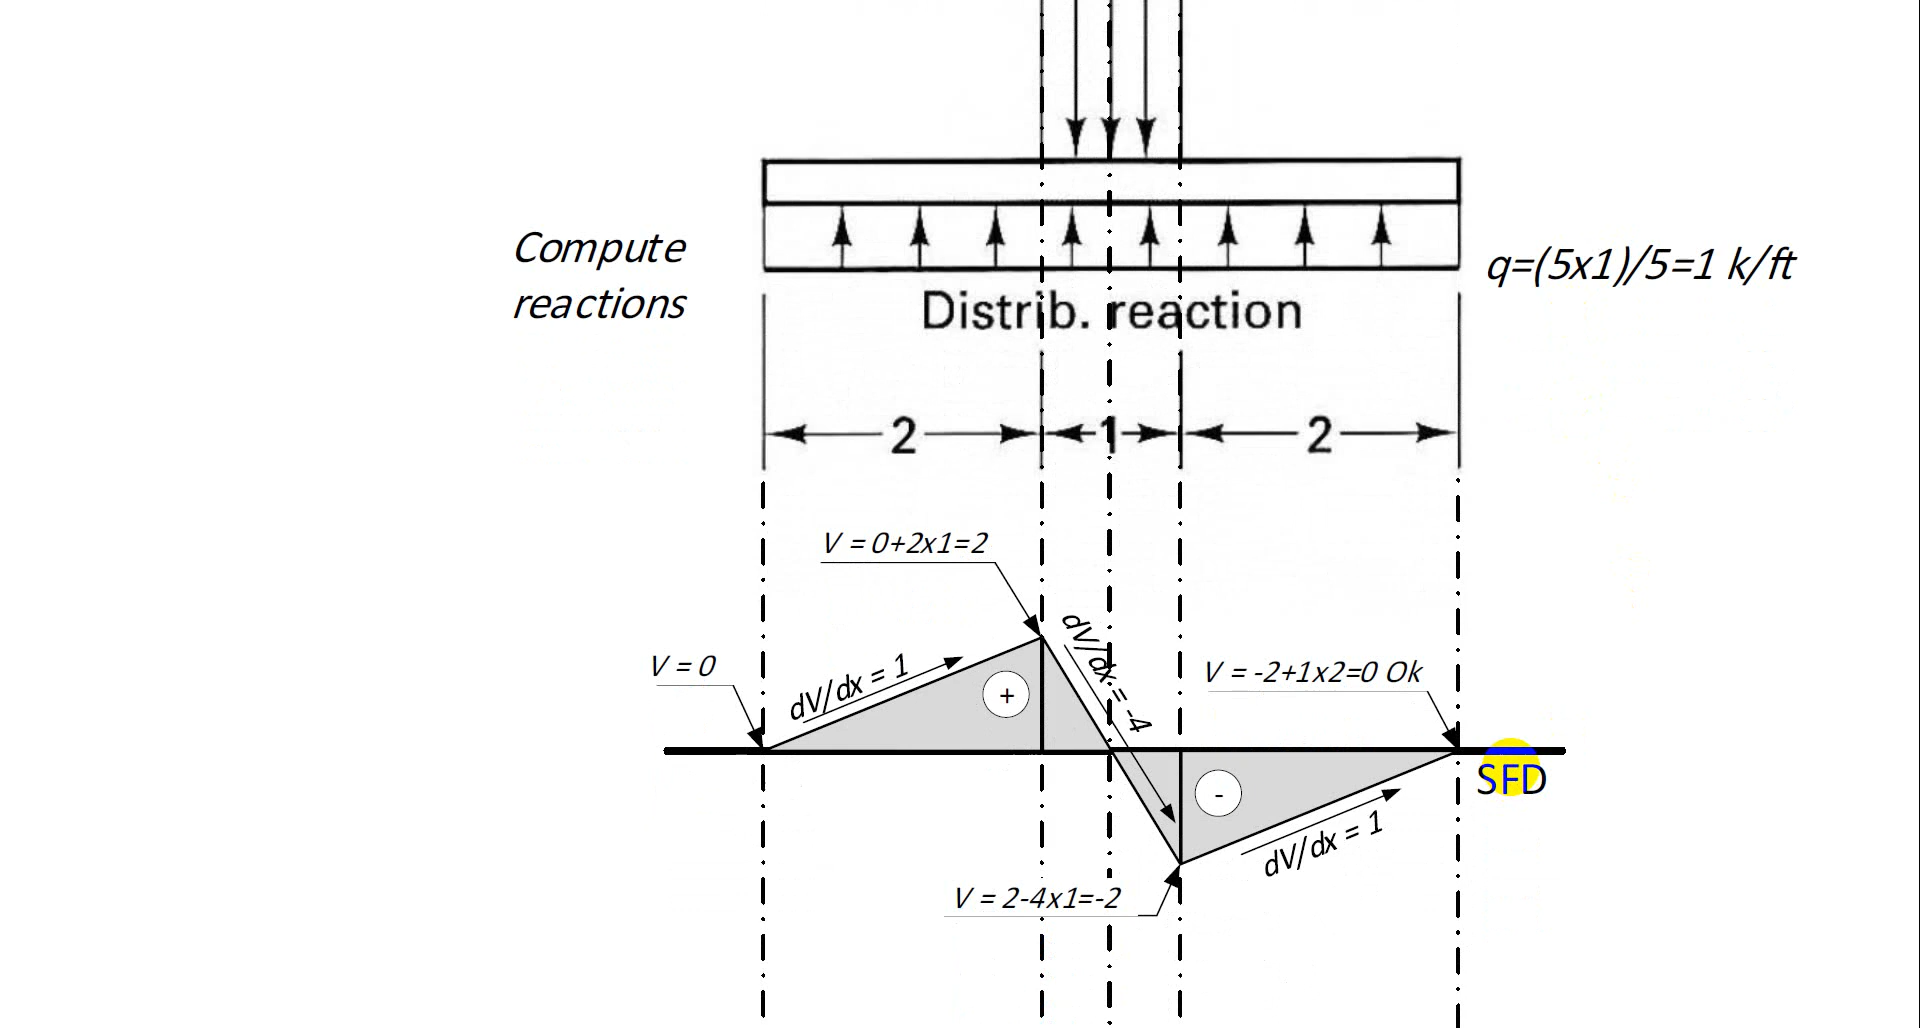 Compute
reactions
q=(5x1)/5=1 k/ft
Distrib. reaction
2
1
2
V = 0+2x1=2
V = 0
dV/dx = 1
+
dV/dx = -4
V = -2+1x2=0 Ok
-
SFD
dV/dx = 1
V = 2-4x1=-2